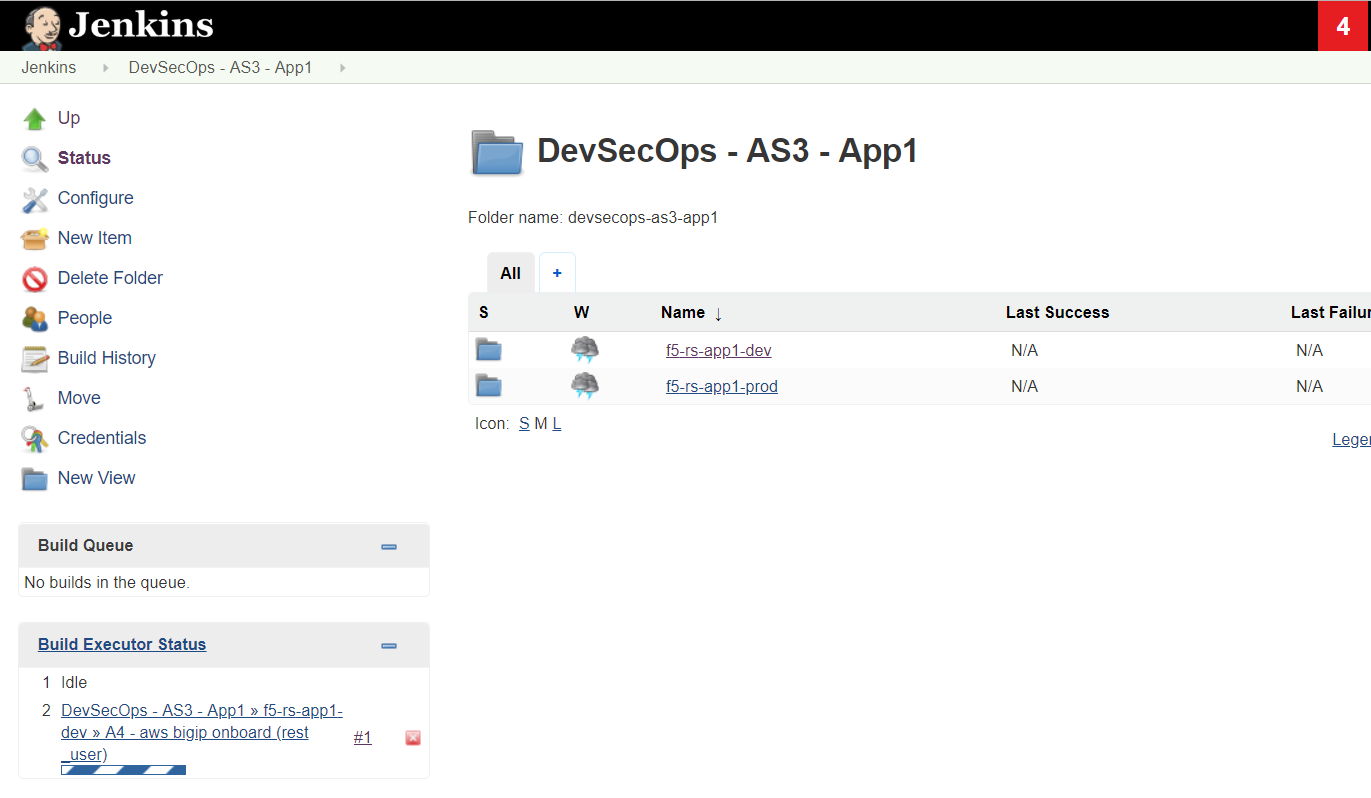 Jenkins
4
Jenkins
DevSecOps - AS3 - App1
Up
Status
Configure
New Item
Delete Folder
People
Build History
Move
Credentials
New View
Build Queue
No builds in the queue.
Build Executor Status
1 Idle
2 DevSecOps - AS3 - App1 » f5-rs-app1-
dev » A4 - aws bigip onboard (rest
_user)
#1
DevSecOps - AS3 - App1
Folder name: devsecops-as3-app1
All +
S W Name ↓ Last Success Last Failur
f5-rs-app1-dev N/A N/A
f5-rs-app1-prod N/A N/A
Icon: S M L
Leger